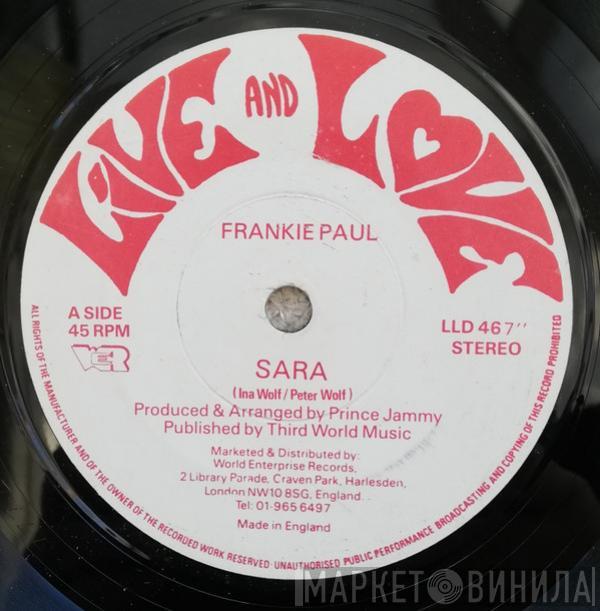 LIVE AND LOVE
FRANKIE PAUL
A SIDE
45 RPM
WER
LLD 46 7''
STEREO
SARA
(Ina Wolf/Peter Wolf)
Produced & Arranged by Prince Jammy
Published by Third World Music
Marketed & Distributed by:
World Enterprise Records,
2 Library Parade, Craven Park, Harlesden,
London NW10 8SG, England.
Tel: 01-965 6497
Made in England
ALL RIGHTS OF THE MANUFACTURER AND OF THE OWNER OF THE RECORDED WORK RESERVED·UNAUTHORISED PUBLIC PERFORMANCE BROADCASTING AND COPYING OF THIS RECORD PROHIBITED
МАРКЕТ ВИНИЛА